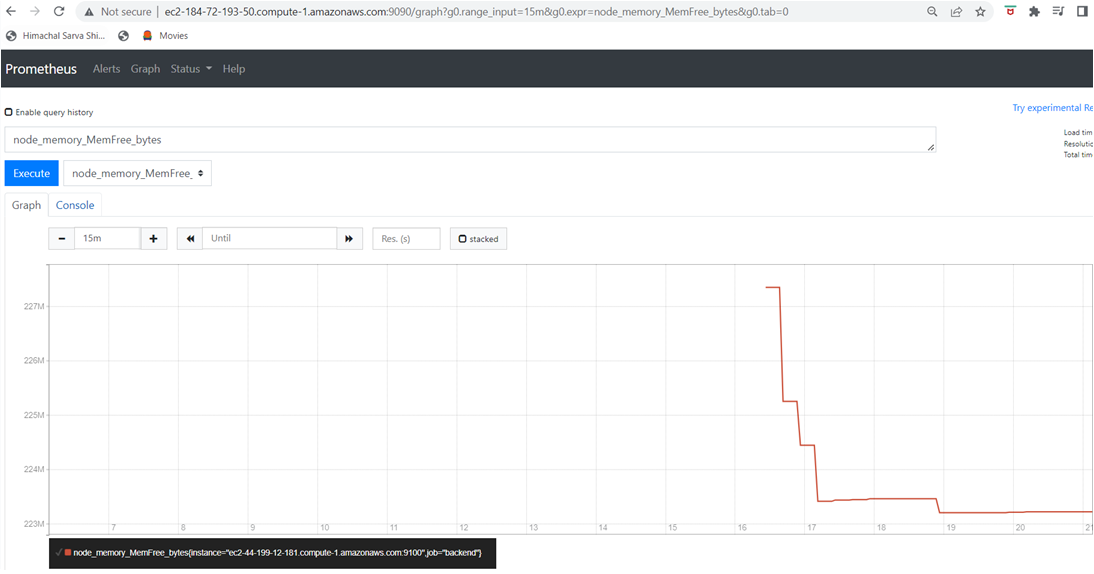 Not secure | ec2-184-72-193-50.compute-1.amazonaws.com:9090/graph?g0.range_input=15m&g0.expr=node_memory_MemFree_bytes&g0.tab=0
Himachal Sarva Shi... Movies
Prometheus Alerts Graph Status Help
Enable query history
Try experimental Re
node_memory_MemFree_bytes
Load tim
Resolutio
Total tim
Execute node_memory_MemFree_
Graph Console
− 15m + Until Res. (s) stacked
227M
226M
225M
224M
223M
7 8 9 10 11 12 13 14 15 16 17 18 19 20 21
node_memory_MemFree_bytes{instance="ec2-44-199-12-181.compute-1.amazonaws.com:9100",job="backend"}